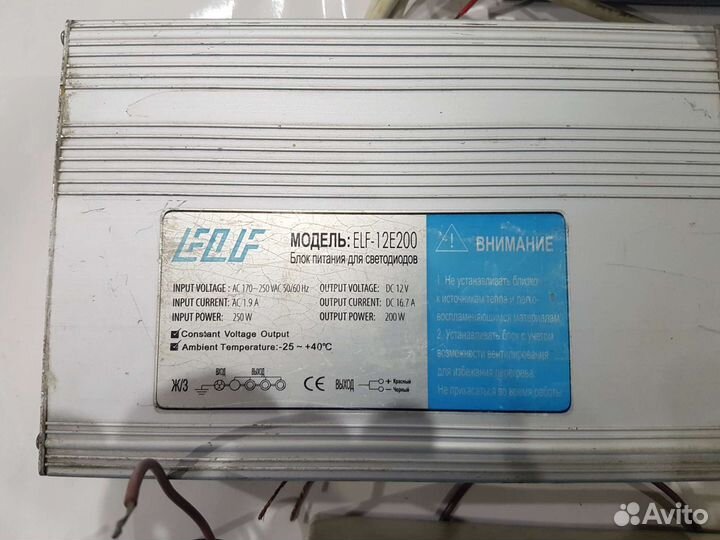 ELF
МОДЕЛЬ: ELF-12E200
Блок питания для светодиодов
INPUT VOLTAGE : AC 170~250 VAC 50/60 Hz
OUTPUT VOLTAGE: DC 12 V
INPUT CURRENT: AC 1.9 A
OUTPUT CURRENT: DC 16.7 A
INPUT POWER: 250 W
OUTPUT POWER: 200 W
Constant Voltage Output
Ambient Temperature:-25 ~ +40℃
Ж/З
ВХОД
ВЫХОД
CE
ВЫХОД
+ Красный
- Черный
ВНИМАНИЕ
1. Не устанавливать близко
к источникам тепла и легко-
воспламеняющимся материалам
2. Устанавливать блок с учетом
возможности вентилирования
для избежания перегрева.
Не прикасаться во время работы
Avito